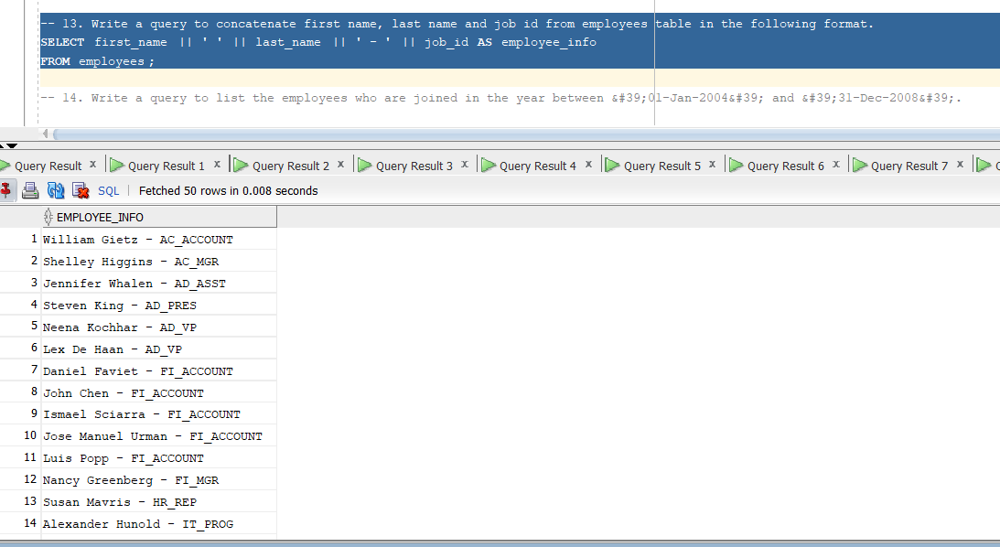 -- 13. Write a query to concatenate first name, last name and job id from employees table in the following format.
SELECT first_name || ' ' || last_name || ' - ' || job_id AS employee_info
FROM employees;
-- 14. Write a query to list the employees who are joined in the year between &#39;01-Jan-2004&#39; and &#39;31-Dec-2008&#39;.
Query Result x Query Result 1 x Query Result 2 x Query Result 3 x Query Result 4 x Query Result 5 x Query Result 6 x Query Result 7 x
SQL | Fetched 50 rows in 0.008 seconds
EMPLOYEE_INFO
1 William Gietz - AC_ACCOUNT
2 Shelley Higgins - AC_MGR
3 Jennifer Whalen - AD_ASST
4 Steven King - AD_PRES
5 Neena Kochhar - AD_VP
6 Lex De Haan - AD_VP
7 Daniel Faviet - FI_ACCOUNT
8 John Chen - FI_ACCOUNT
9 Ismael Sciarra - FI_ACCOUNT
10 Jose Manuel Urman - FI_ACCOUNT
11 Luis Popp - FI_ACCOUNT
12 Nancy Greenberg - FI_MGR
13 Susan Mavris - HR_REP
14 Alexander Hunold - IT_PROG